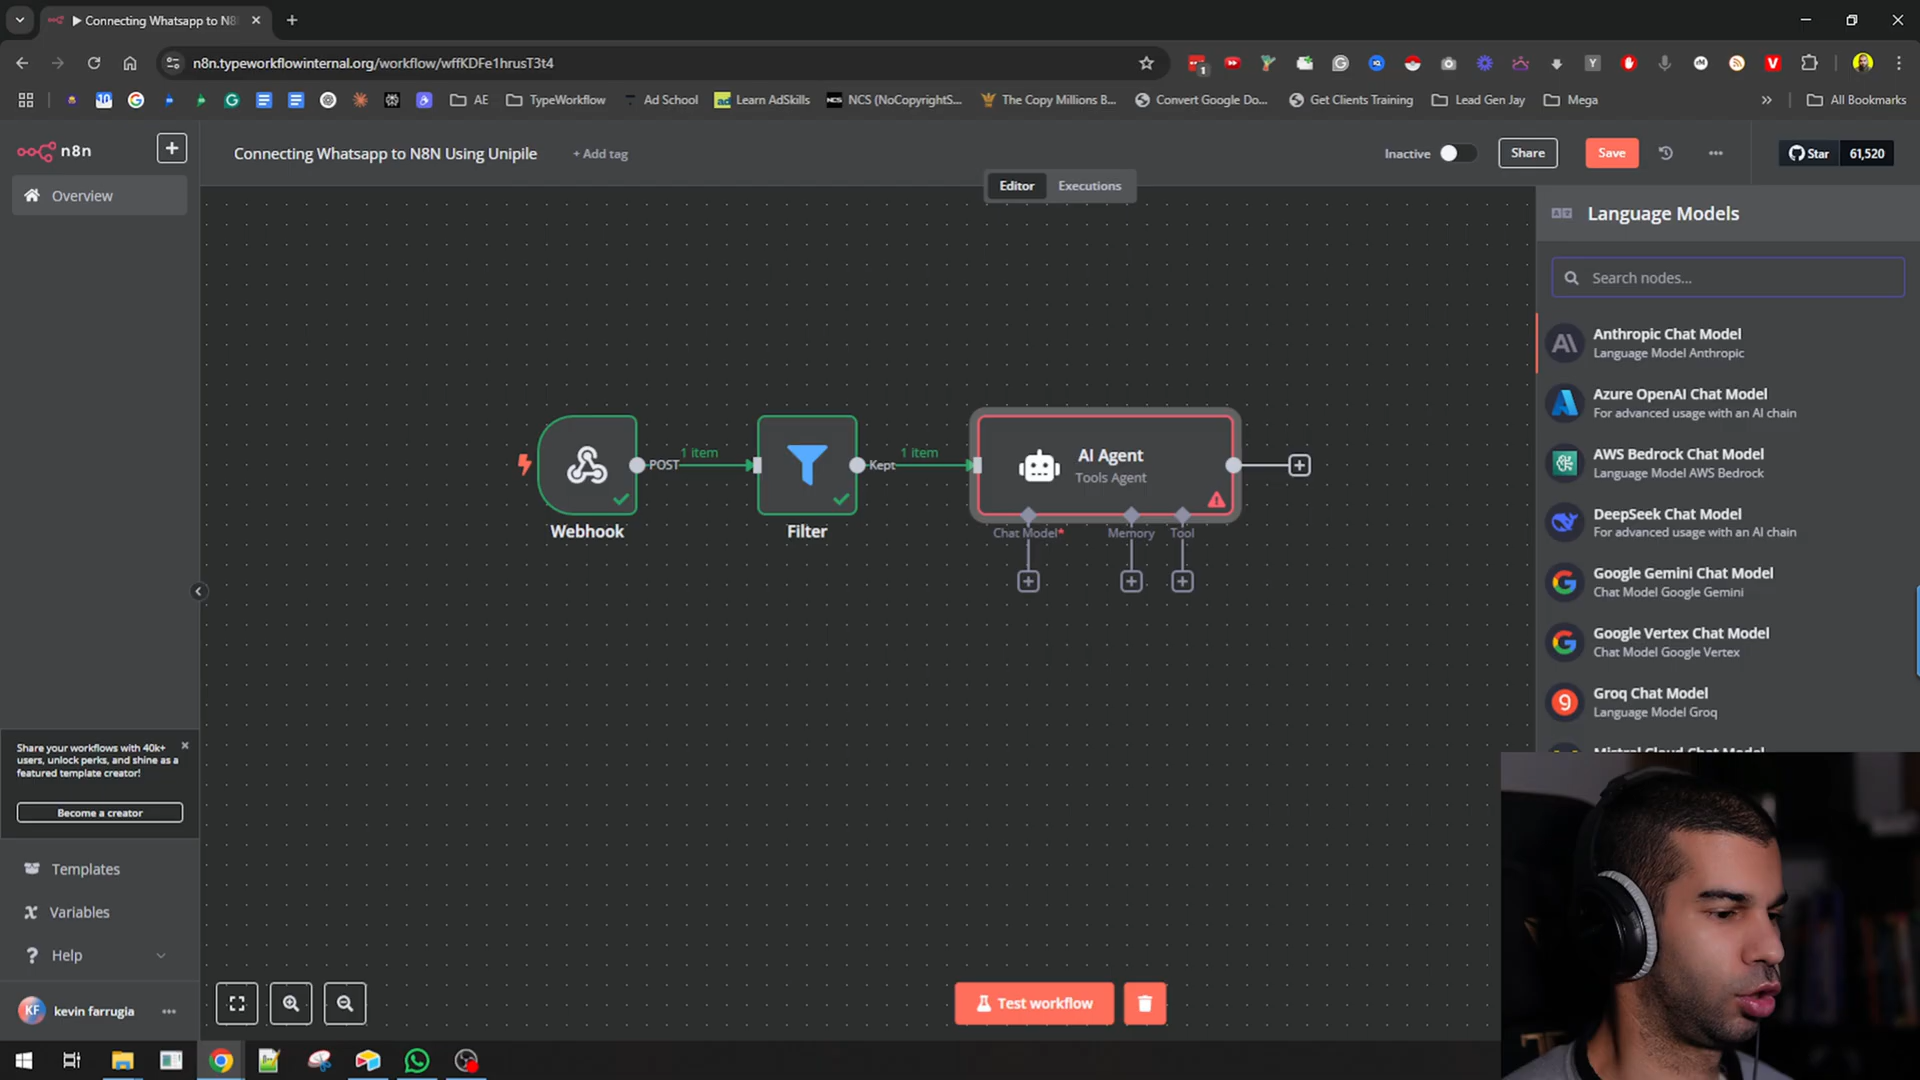 Connecting Whatsapp to N8
n8n.typeworkflowinternal.org/workflow/wffKDFe1hrusT3t4
1
10
AE
TypeWorkflow
Ad School
Learn AdSkills
NCS (NoCopyrightS...
The Copy Millions B...
Convert Google Do...
Get Clients Training
Lead Gen Jay
Mega
All Bookmarks
n8n
Connecting Whatsapp to N8N Using Unipile
+ Add tag
Inactive
Share
Save
Star
61,520
Overview
Editor
Executions
Language Models
Search nodes...
Anthropic Chat Model
Language Model Anthropic
Azure OpenAI Chat Model
For advanced usage with an AI chain
AWS Bedrock Chat Model
Language Model AWS Bedrock
DeepSeek Chat Model
For advanced usage with an AI chain
Google Gemini Chat Model
Chat Model Google Gemini
Google Vertex Chat Model
Chat Model Google Vertex
Groq Chat Model
Language Model Groq
Mistral Cloud Chat Model
POST
1 item
Kept
1 item
AI Agent
Tools Agent
Webhook
Filter
Chat Model*
Memory
Tool
Share your workflows with 40k+
users, unlock perks, and shine as a
featured template creator!
Become a creator
Templates
Variables
Help
KF
kevin farrugia
Test workflow